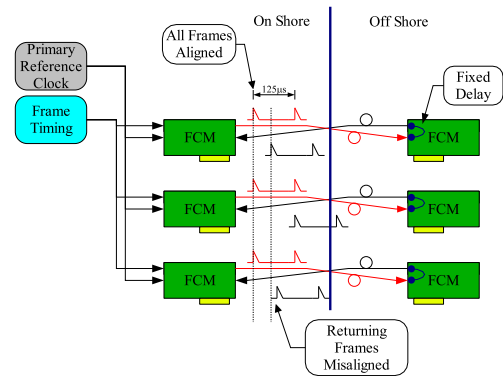 On Shore
Off Shore
All Frames
Aligned
Primary
Reference
Clock
Frame
Timing
125μs
Fixed
Delay
FCM
FCM
FCM
FCM
FCM
FCM
Returning
Frames
Misaligned